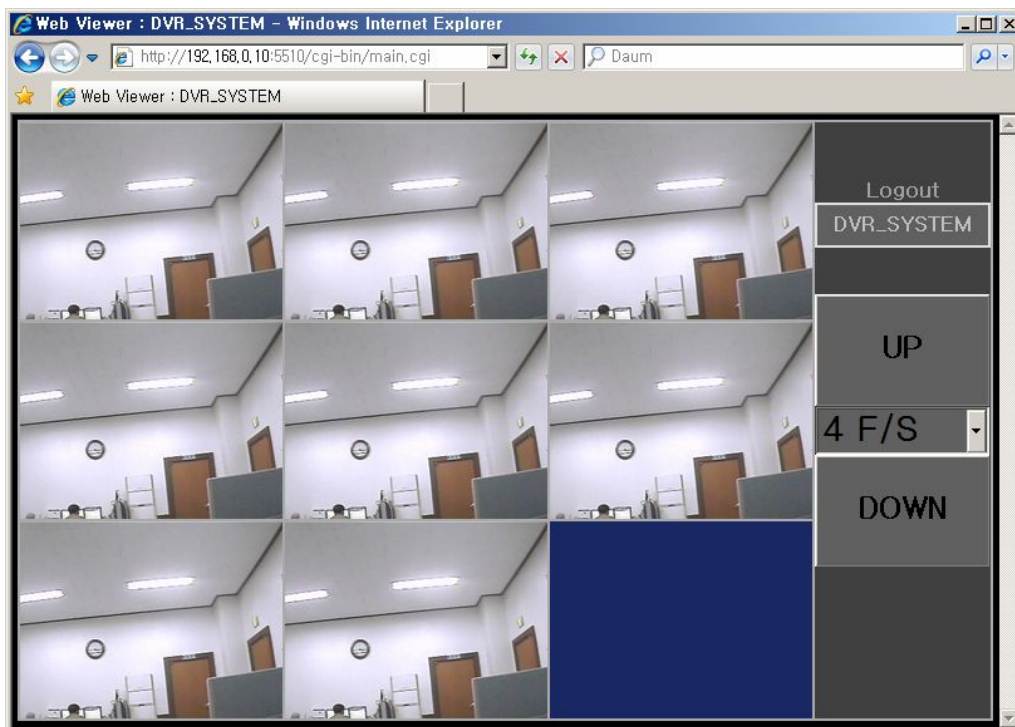 Web Viewer : DVR_SYSTEM - Windows Internet Explorer
http://192,168,0,10:5510/cgi-bin/main,cgi
Daum
Web Viewer : DVR_SYSTEM
Logout
DVR_SYSTEM
UP
4 F/S
DOWN